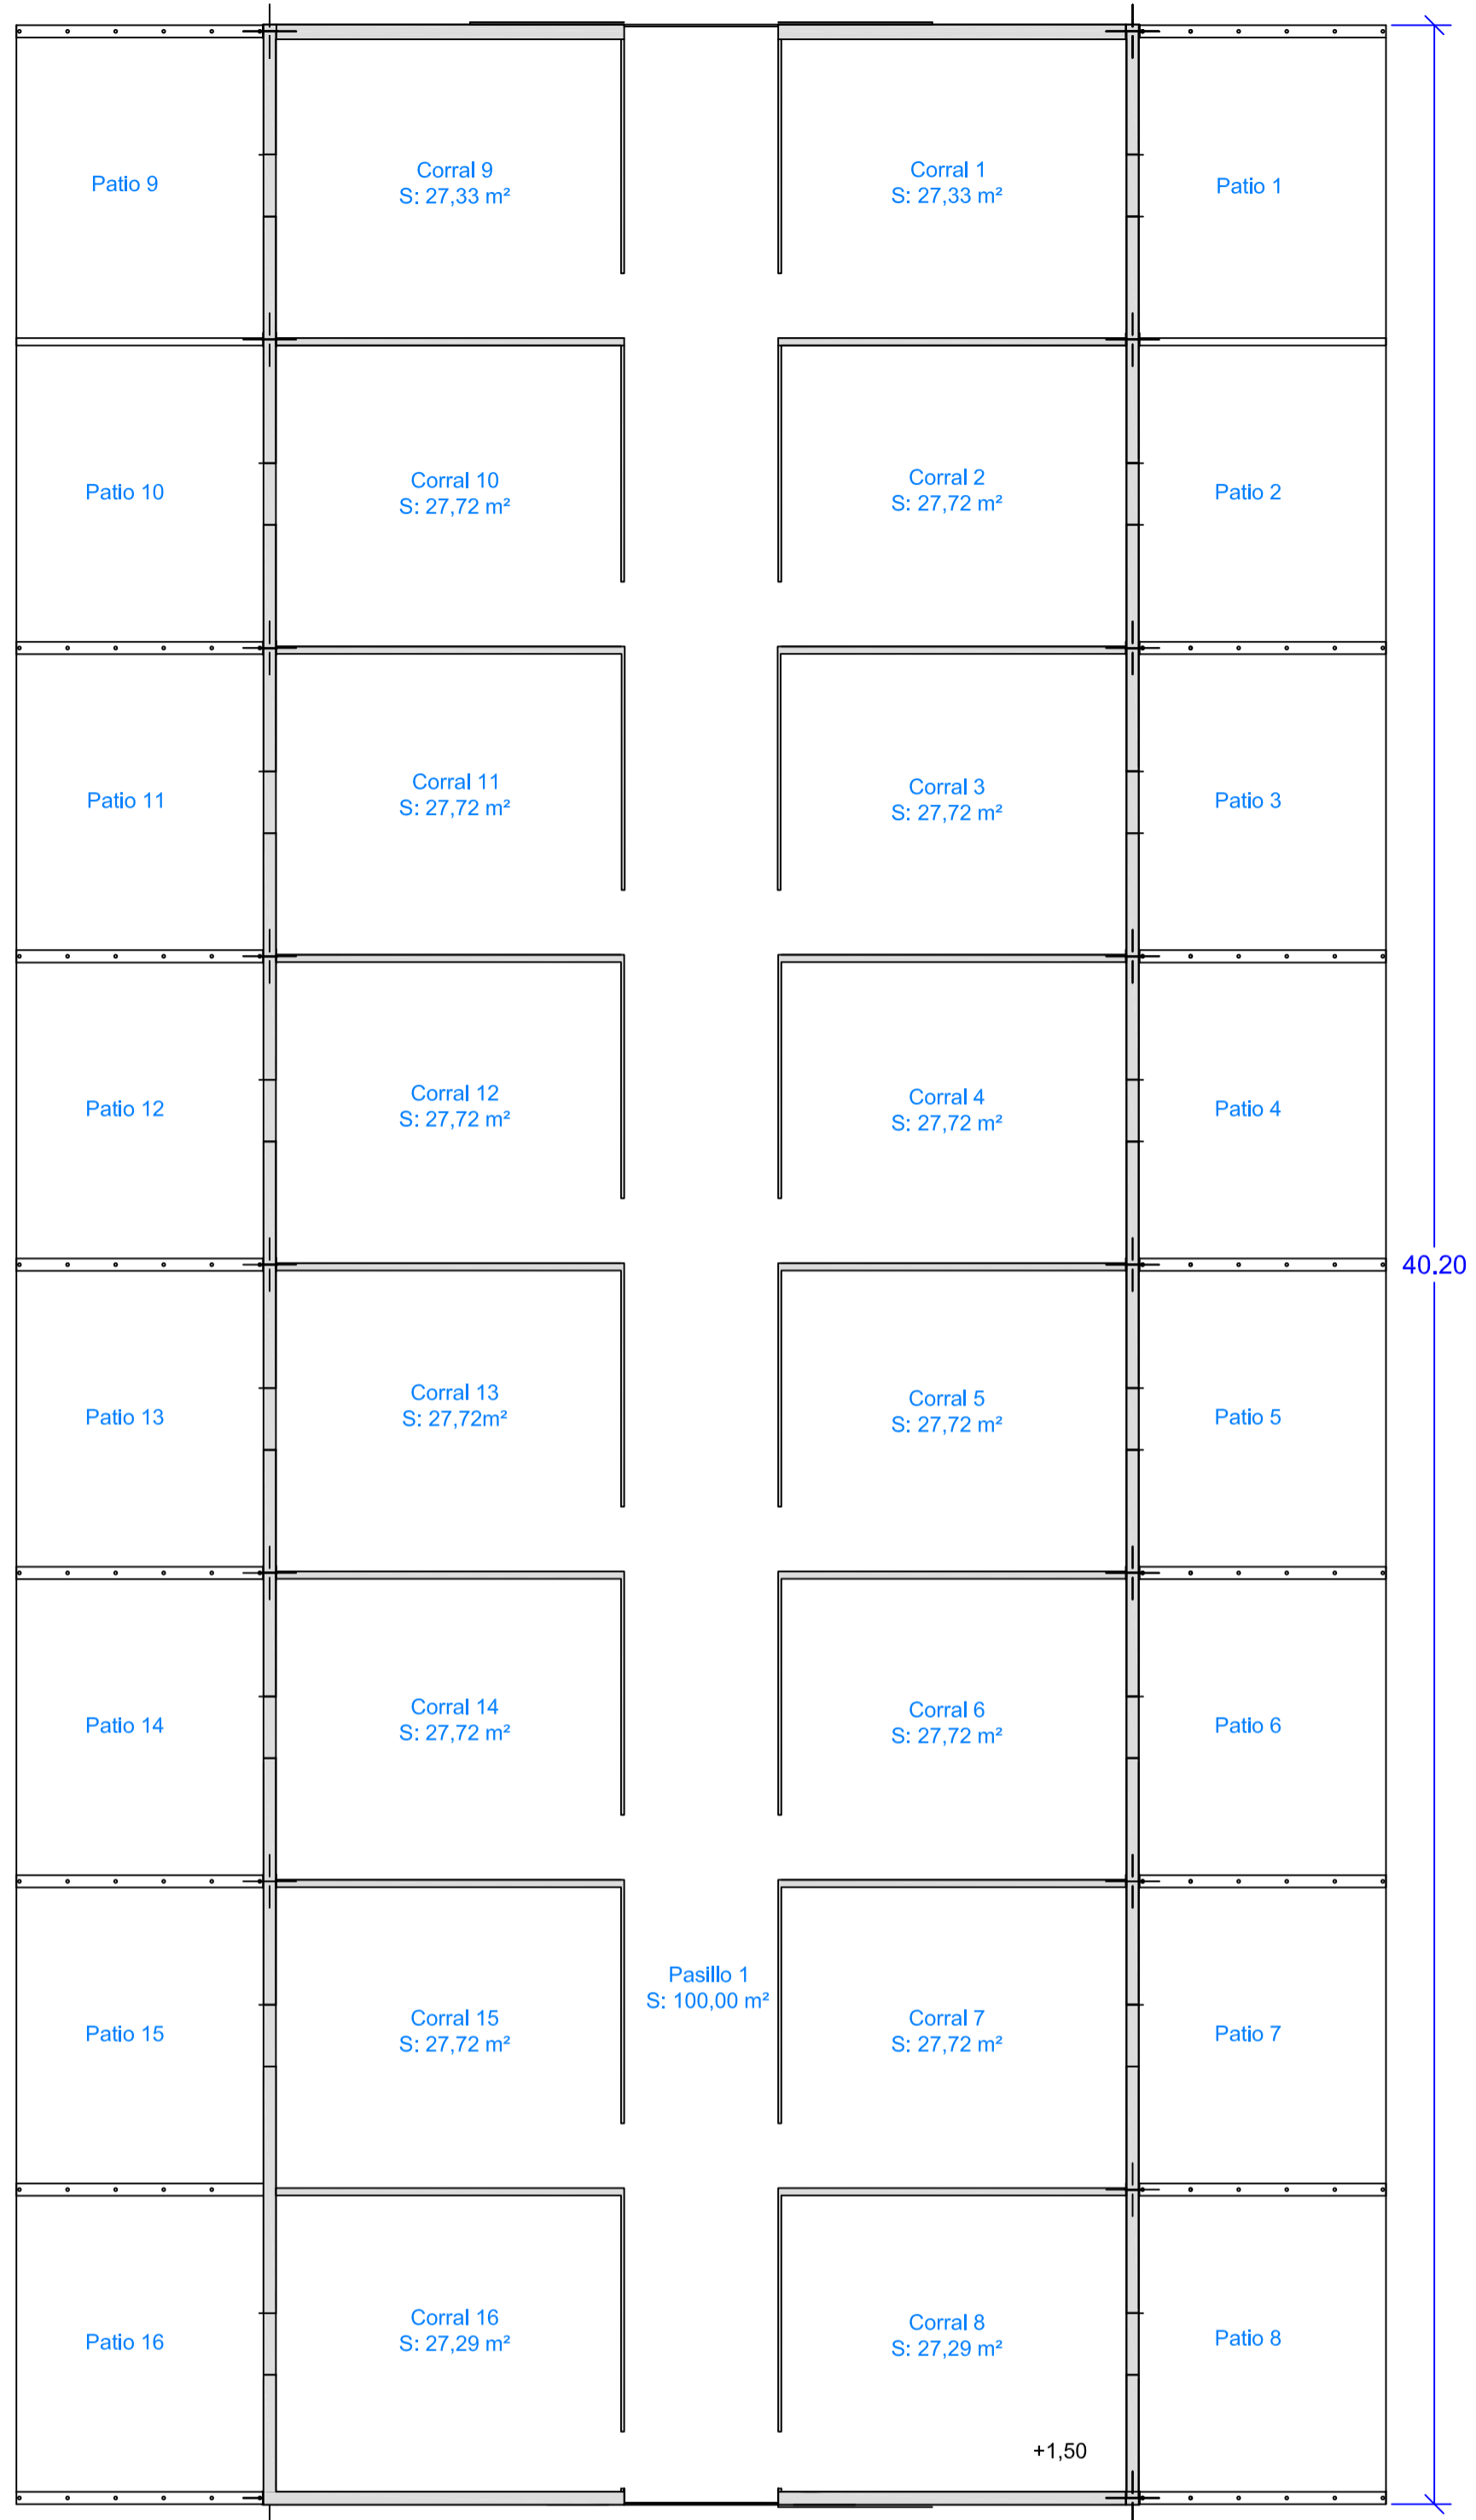 Patio 9
Corral 9
S: 27,33 m²
Corral 1
S: 27,33 m²
Patio 1
Patio 10
Corral 10
S: 27,72 m²
Corral 2
S: 27,72 m²
Patio 2
Patio 11
Corral 11
S: 27,72 m²
Corral 3
S: 27,72 m²
Patio 3
Patio 12
Corral 12
S: 27,72 m²
Corral 4
S: 27,72 m²
Patio 4
40.20
Patio 13
Corral 13
S: 27,72m²
Corral 5
S: 27,72 m²
Patio 5
Patio 14
Corral 14
S: 27,72 m²
Corral 6
S: 27,72 m²
Patio 6
Pasillo 1
S: 100,00 m²
Patio 15
Corral 15
S: 27,72 m²
Corral 7
S: 27,72 m²
Patio 7
Patio 16
Corral 16
S: 27,29 m²
Corral 8
S: 27,29 m²
Patio 8
+1,50